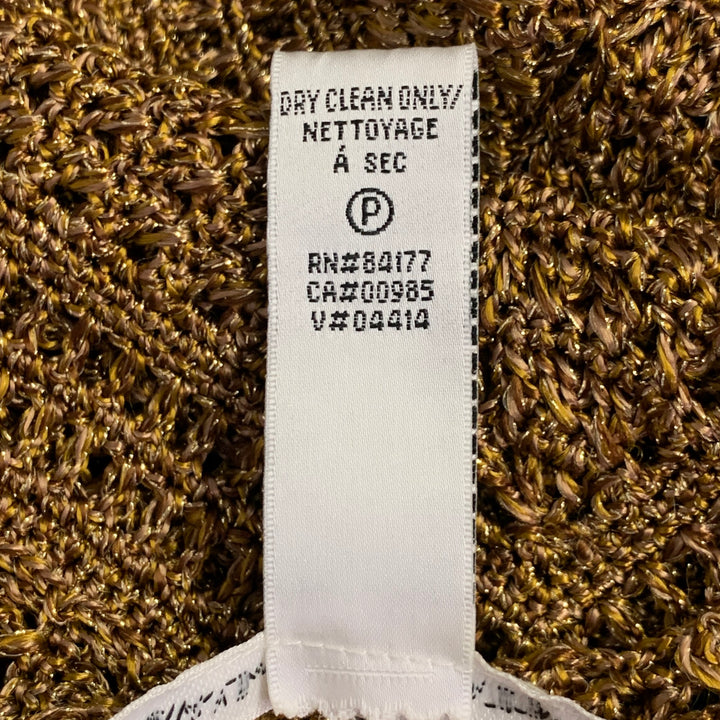 DRY CLEAN ONLY/
NETTOYAGE
Á SEC
P
RN#84177
CA#00985
V#04414